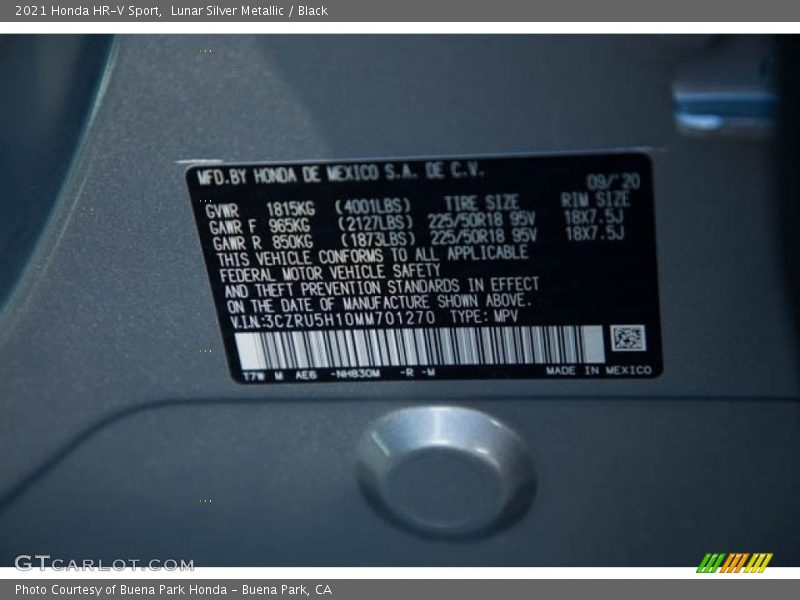 2021 Honda HR-V Sport,  Lunar Silver Metallic / Black
MFD.BY HONDA DE MEXICO S.A. DE C.V.
09/'20
GVWR 1815KG (4001LBS) TIRE SIZE RIM SIZE
GAWR F 965KG (2127LBS) 225/50R18 95V 18X7.5J
GAWR R 850KG (1873LBS) 225/50R18 95V 18X7.5J
THIS VEHICLE CONFORMS TO ALL APPLICABLE
FEDERAL MOTOR VEHICLE SAFETY
AND THEFT PREVENTION STANDARDS IN EFFECT
ON THE DATE OF MANUFACTURE SHOWN ABOVE.
V.I.N:3CZRU5H10MM701270 TYPE: MPV
T7W M AE6 -NH830M -R -W MADE IN MEXICO
GTCARLOT.COM
Photo Courtesy of Buena Park Honda - Buena Park, CA